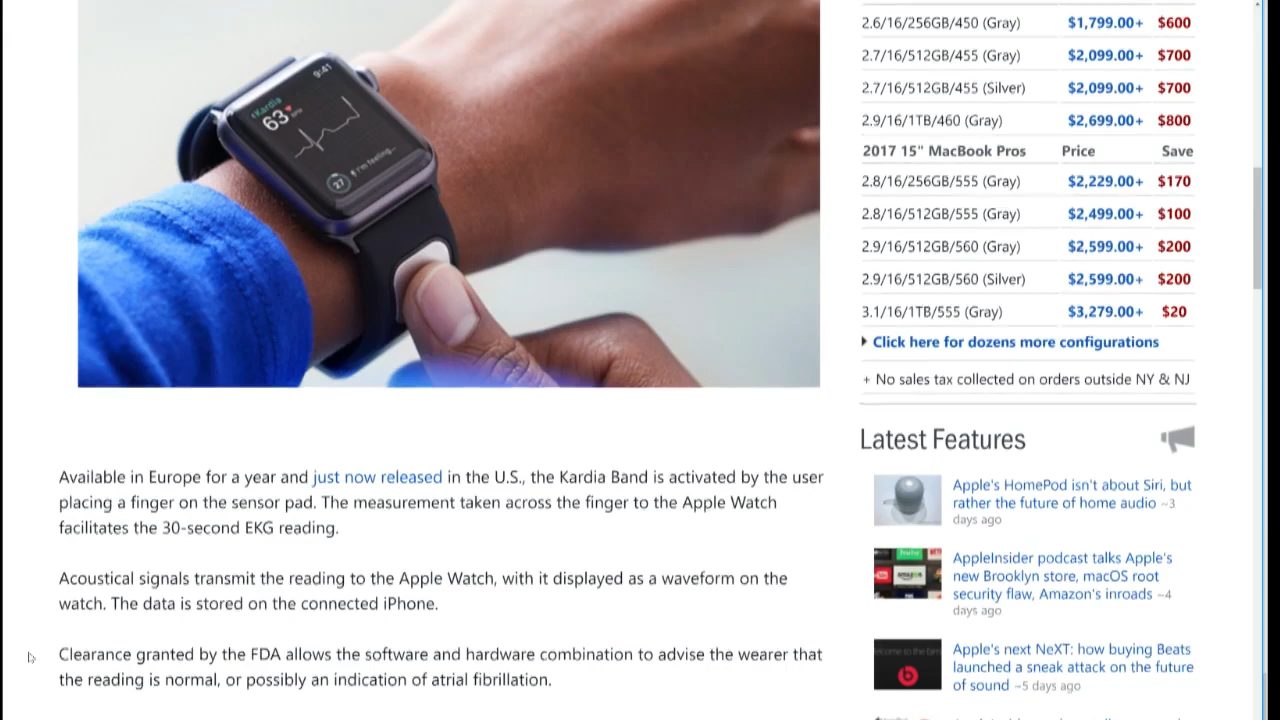 9:41
Kardia
63
27
I'm feeling...
Available in Europe for a year and just now released in the U.S., the Kardia Band is activated by the user
placing a finger on the sensor pad. The measurement taken across the finger to the Apple Watch
facilitates the 30-second EKG reading.
Acoustical signals transmit the reading to the Apple Watch, with it displayed as a waveform on the
watch. The data is stored on the connected iPhone.
Clearance granted by the FDA allows the software and hardware combination to advise the wearer that
the reading is normal, or possibly an indication of atrial fibrillation.
2.6/16/256GB/450 (Gray) $1,799.00+ $600
2.7/16/512GB/455 (Gray) $2,099.00+ $700
2.7/16/512GB/455 (Silver) $2,099.00+ $700
2.9/16/1TB/460 (Gray) $2,699.00+ $800
2017 15" MacBook Pros Price Save
2.8/16/256GB/555 (Gray) $2,229.00+ $170
2.8/16/512GB/555 (Gray) $2,499.00+ $100
2.9/16/512GB/560 (Gray) $2,599.00+ $200
2.9/16/512GB/560 (Silver) $2,599.00+ $200
3.1/16/1TB/555 (Gray) $3,279.00+ $20
Click here for dozens more configurations
+ No sales tax collected on orders outside NY & NJ
Latest Features
Apple's HomePod isn't about Siri, but
rather the future of home audio ~3
days ago
amazon
AppleInsider podcast talks Apple's
new Brooklyn store, macOS root
security flaw, Amazon's inroads ~4
days ago
Apple's next NeXT: how buying Beats
launched a sneak attack on the future
of sound ~5 days ago